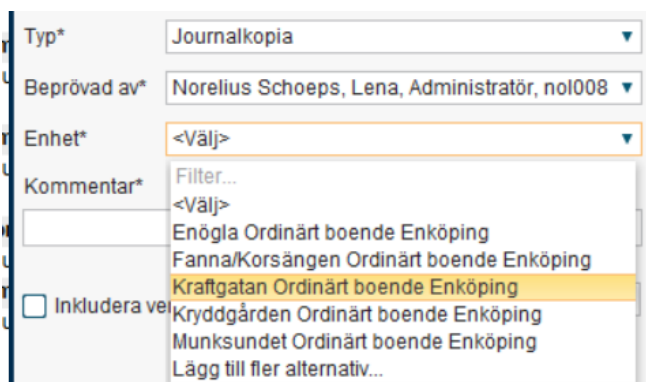 Typ* Journalkopia
Beprövad av* Norelius Schoeps, Lena, Administratör, nol008
Enhet* <Välj>
Kommentar*
Filter...
<Välj>
Enögla Ordinärt boende Enköping
Fanna/Korsängen Ordinärt boende Enköping
Kraftgatan Ordinärt boende Enköping
Inkludera ve
Kryddgården Ordinärt boende Enköping
Munksundet Ordinärt boende Enköping
Lägg till fler alternativ...